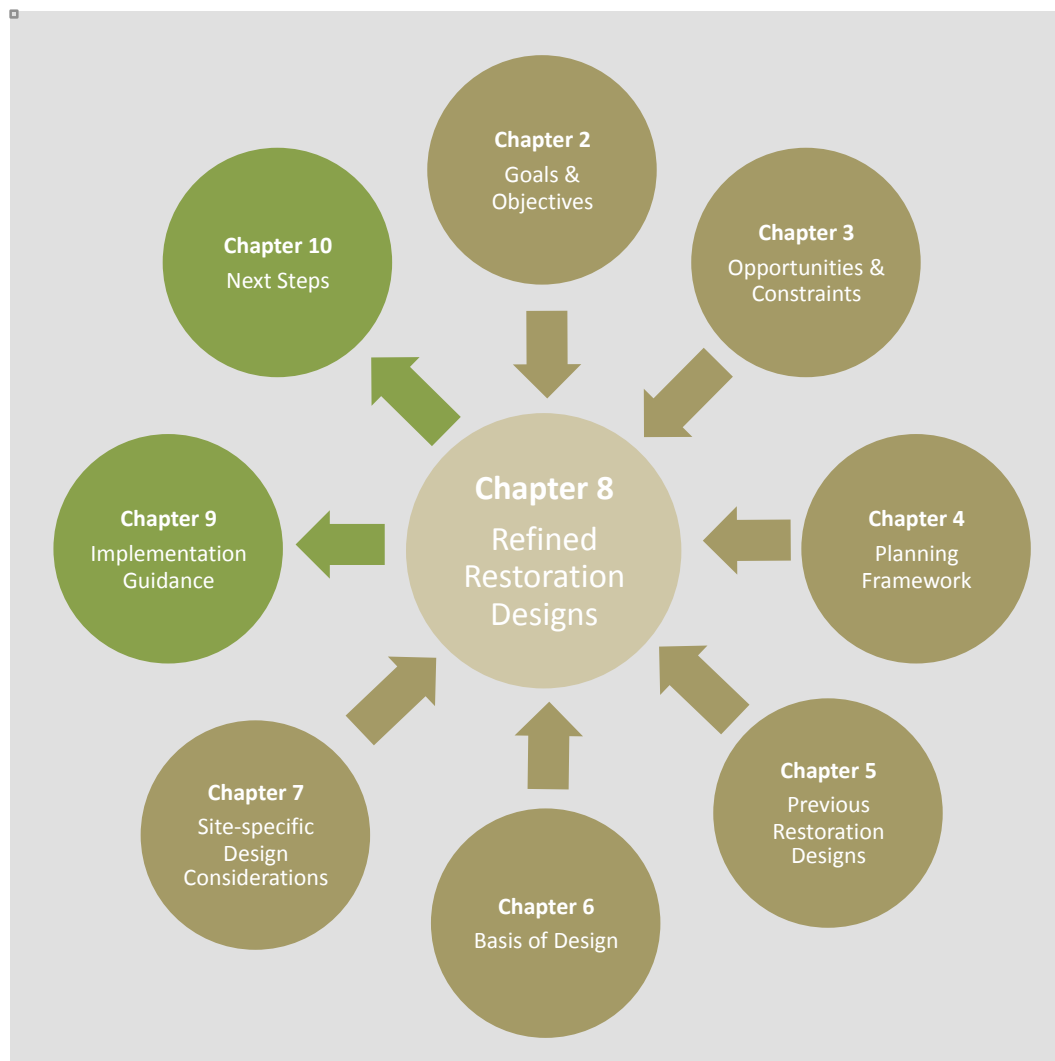 Chapter 2
Goals &
Objectives
Chapter 3
Opportunities &
Constraints
Chapter 4
Planning
Framework
Chapter 5
Previous
Restoration
Designs
Chapter 6
Basis of Design
Chapter 7
Site-specific
Design
Considerations
Chapter 8
Refined
Restoration
Designs
Chapter 9
Implementation
Guidance
Chapter 10
Next Steps